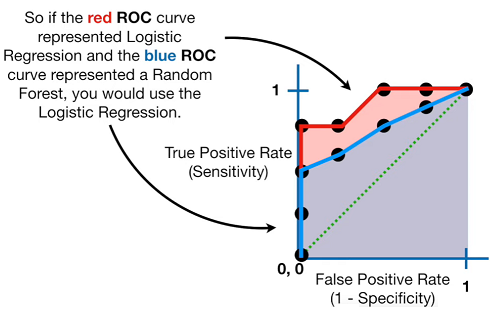 So if the red ROC curve
represented Logistic
Regression and the blue ROC
curve represented a Random
Forest, you would use the
Logistic Regression.
1
True Positive Rate
(Sensitivity)
0, 0
False Positive Rate
(1 - Specificity)
1